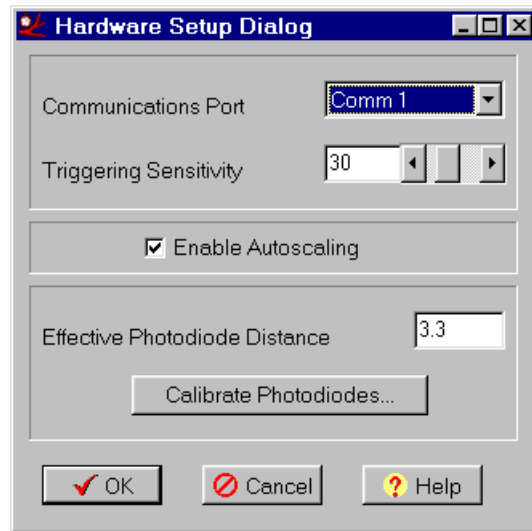 Hardware Setup Dialog
Communications Port Comm 1
Triggering Sensitivity 30
Enable Autoscaling
Effective Photodiode Distance 3.3
Calibrate Photodiodes...
OK Cancel ? Help